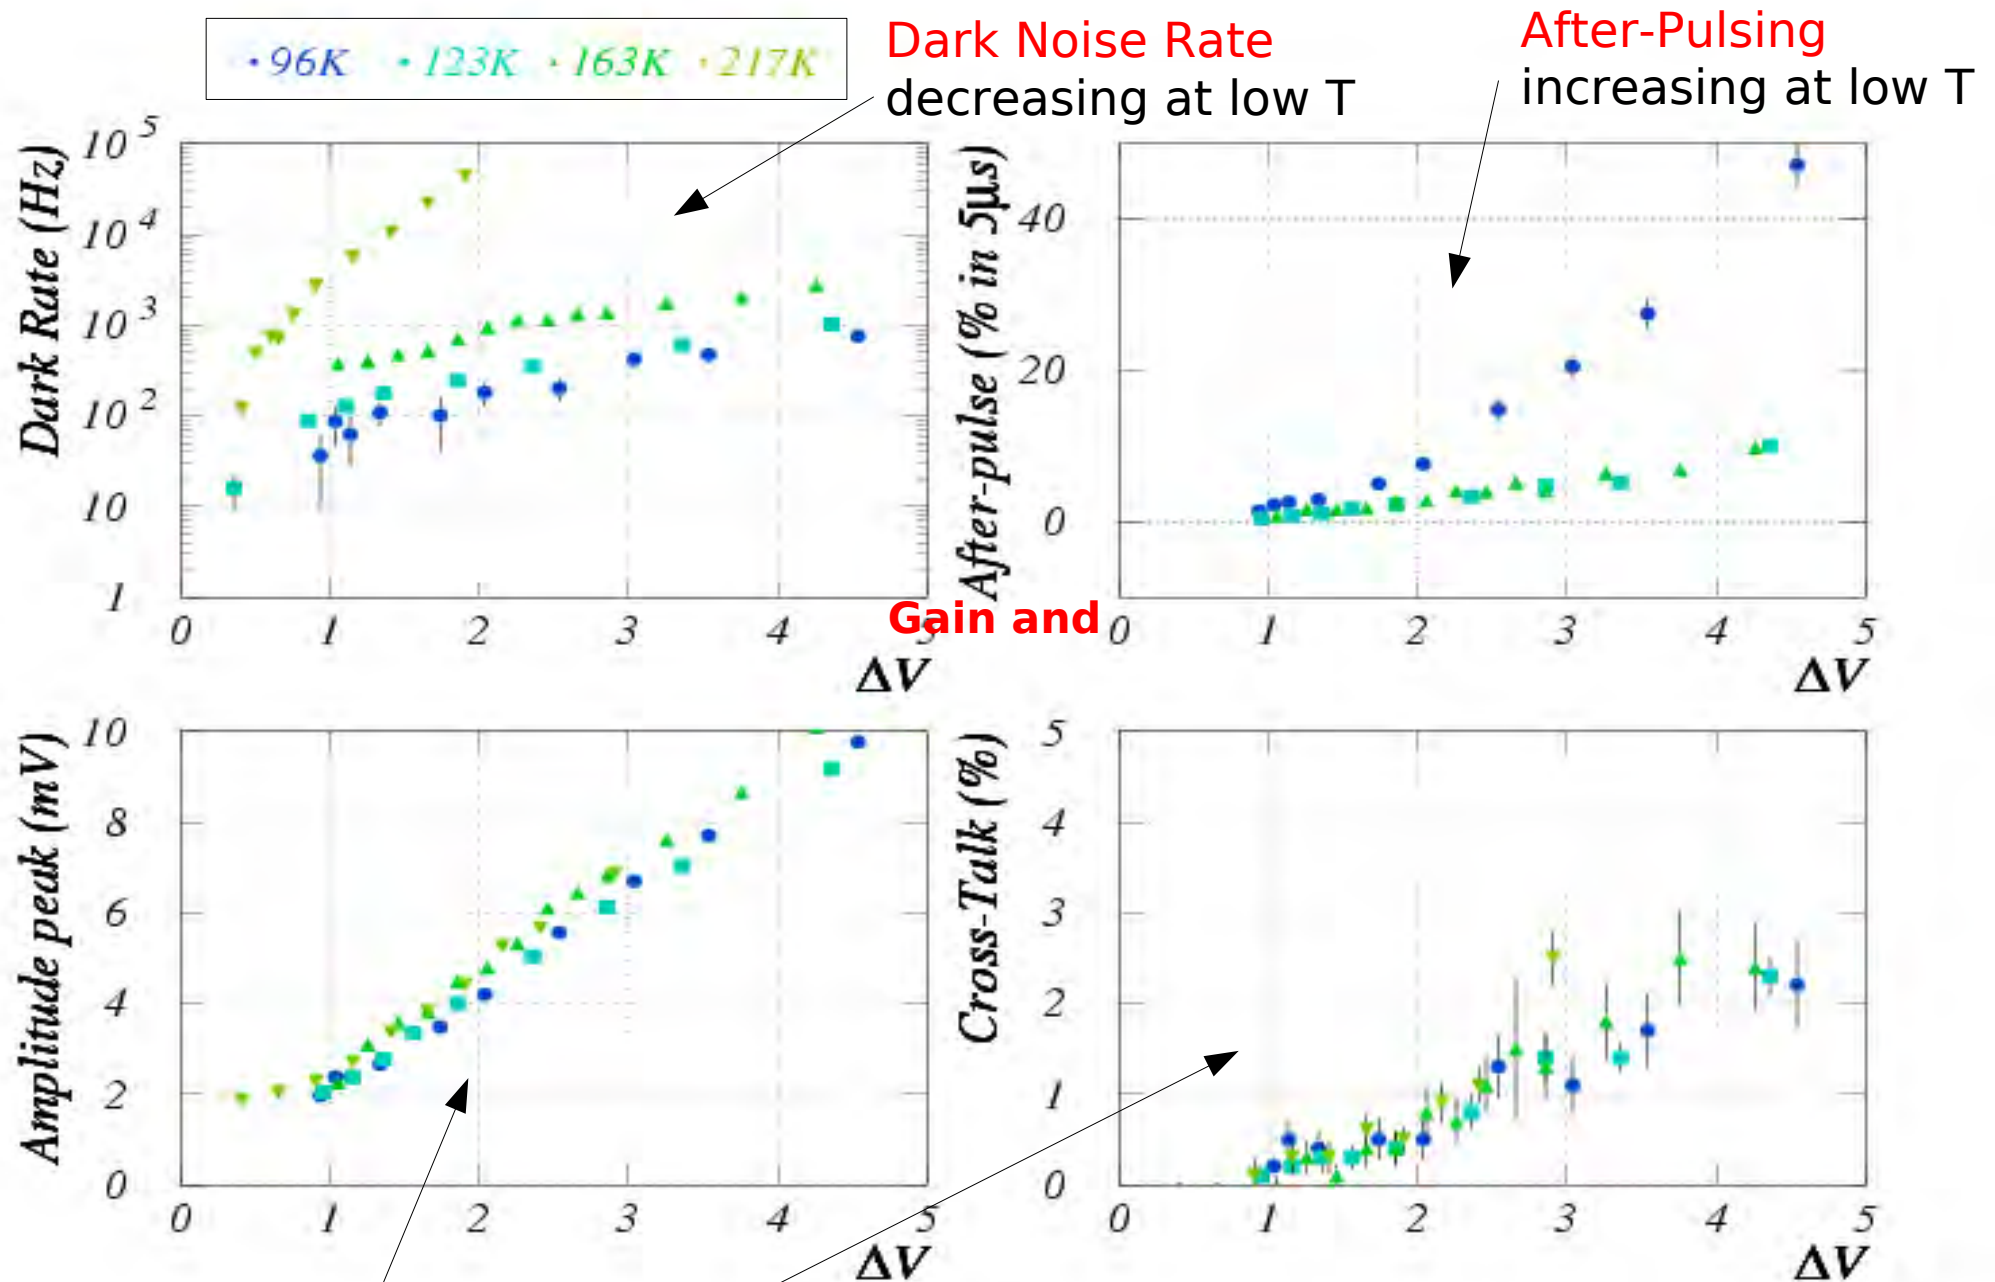 96K 123K 163K 217K
Dark Noise Rate
decreasing at low T
After-Pulsing
increasing at low T
Dark Rate (Hz)
10^5
10^4
10^3
10^2
10
1
0 1 2 3 4 5
ΔV
After-pulse (% in 5μs)
40
20
0
0 1 2 3 4 5
ΔV
Gain and
Amplitude peak (mV)
10
8
6
4
2
0
0 1 2 3 4 5
ΔV
Cross-Talk (%)
5
4
3
2
1
0
0 1 2 3 4 5
ΔV